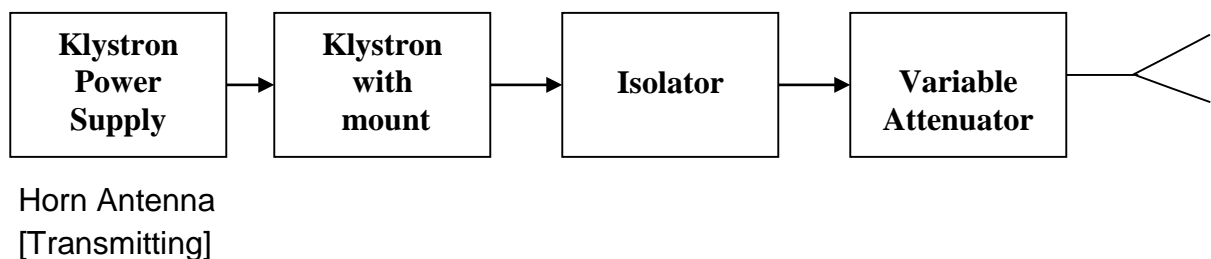 Klystron
Power
Supply
Klystron
with
mount
Isolator
Variable
Attenuator
Horn Antenna
[Transmitting]